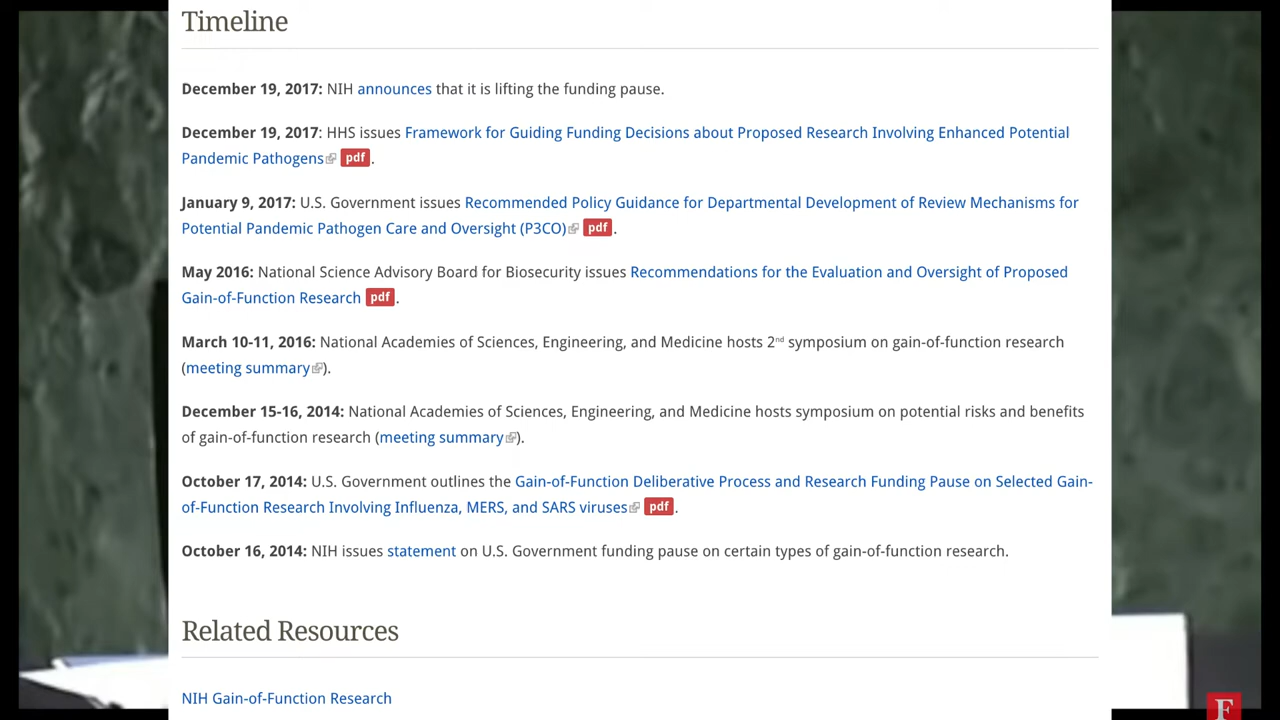 Timeline
December 19, 2017: NIH announces that it is lifting the funding pause.
December 19, 2017: HHS issues Framework for Guiding Funding Decisions about Proposed Research Involving Enhanced Potential
Pandemic Pathogens pdf.
January 9, 2017: U.S. Government issues Recommended Policy Guidance for Departmental Development of Review Mechanisms for
Potential Pandemic Pathogen Care and Oversight (P3CO) pdf.
May 2016: National Science Advisory Board for Biosecurity issues Recommendations for the Evaluation and Oversight of Proposed
Gain-of-Function Research pdf.
March 10-11, 2016: National Academies of Sciences, Engineering, and Medicine hosts 2nd symposium on gain-of-function research
(meeting summary).
December 15-16, 2014: National Academies of Sciences, Engineering, and Medicine hosts symposium on potential risks and benefits
of gain-of-function research (meeting summary).
October 17, 2014: U.S. Government outlines the Gain-of-Function Deliberative Process and Research Funding Pause on Selected Gain-
of-Function Research Involving Influenza, MERS, and SARS viruses pdf.
October 16, 2014: NIH issues statement on U.S. Government funding pause on certain types of gain-of-function research.
Related Resources
NIH Gain-of-Function Research
F